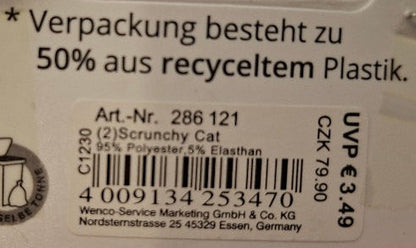 * Verpackung besteht zu
50% aus recyceltem Plastik.
Art.-Nr. 286 121
(2)Scrunchy Cat
95% Polyester,5% Elasthan
C1230
4 009134 253470
Wenco-Service Marketing GmbH & Co. KG
Nordsternstrasse 25 45329 Essen, Germany
UVP € 3.49
CZK 79.90
GELBE TONNE